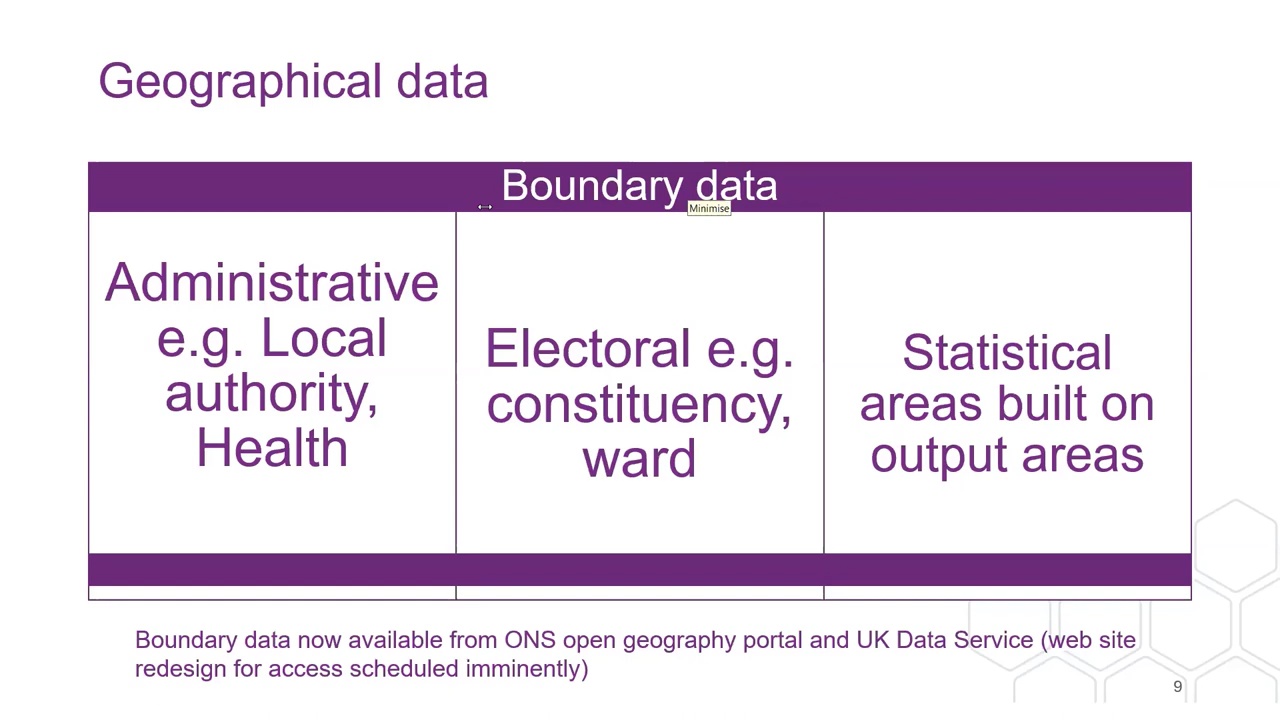 Geographical data
Boundary data
Minimise
Administrative
e.g. Local
authority,
Health
Electoral e.g.
constituency,
ward
Statistical
areas built on
output areas
Boundary data now available from ONS open geography portal and UK Data Service (web site
redesign for access scheduled imminently)
9